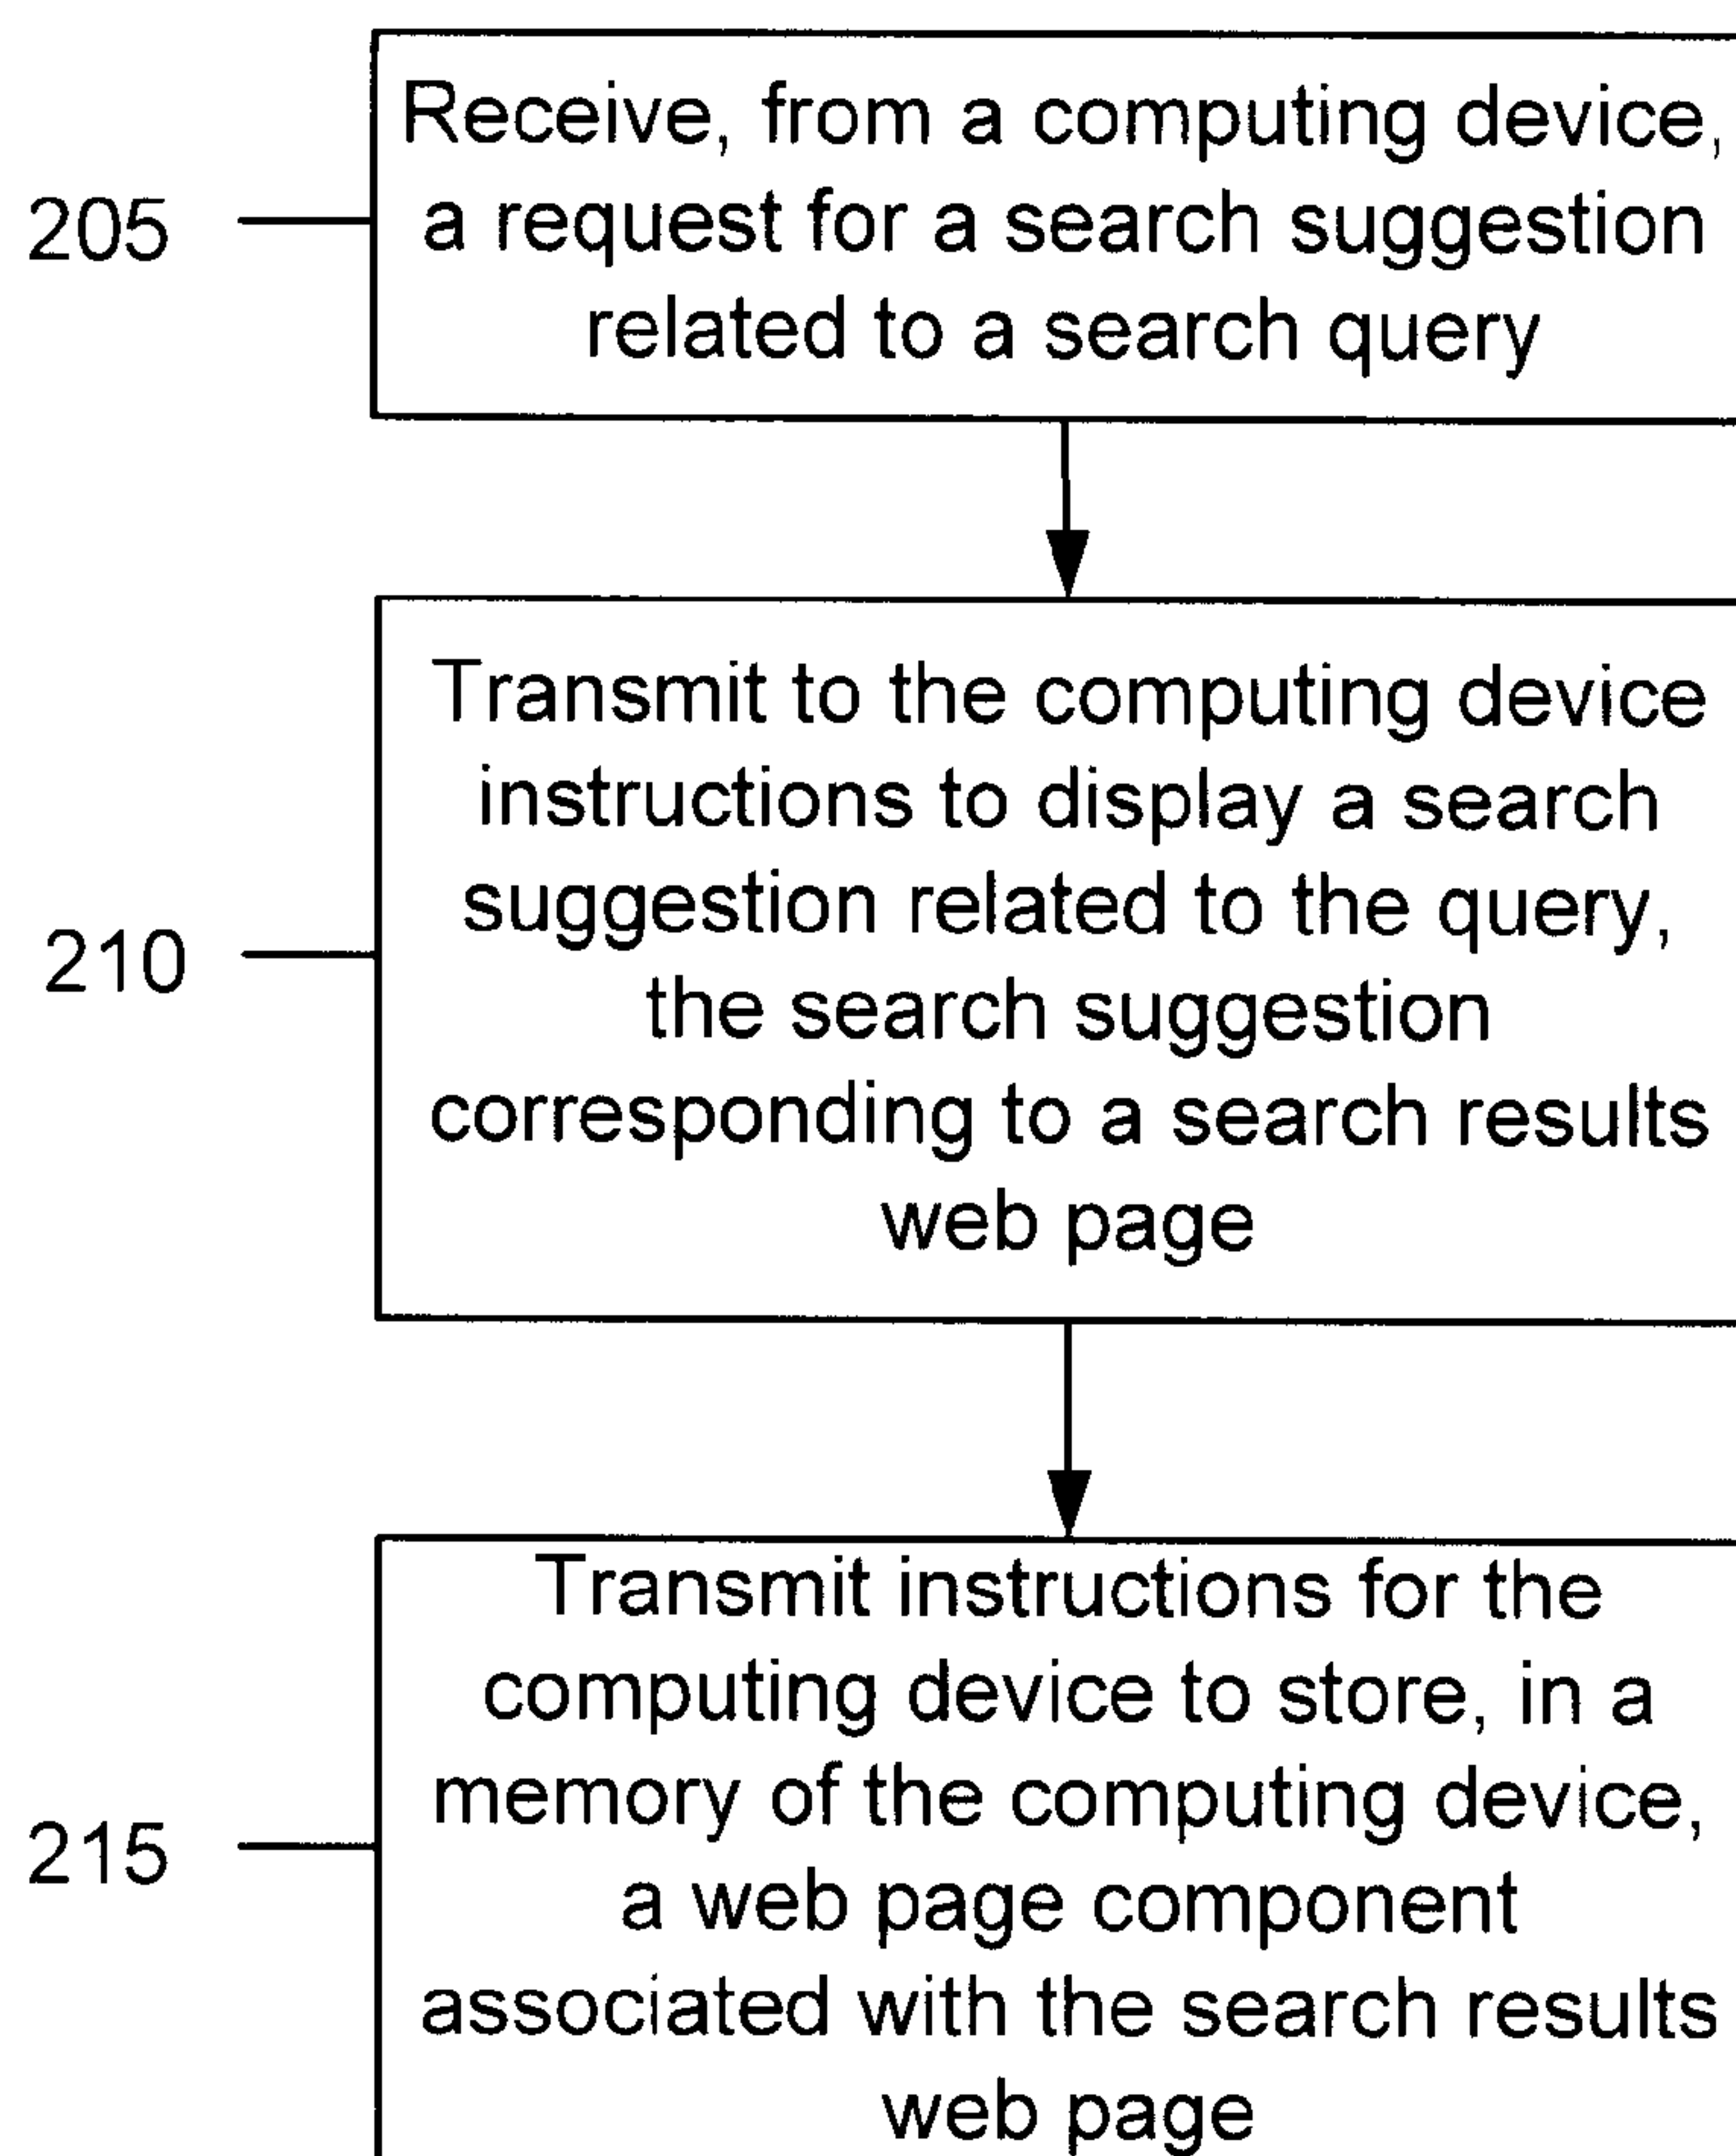 Receive, from a computing device,
205
a request for a search suggestion
related to a search query
Transmit to the computing device
instructions to display a search
suggestion related to the query,
210
the search suggestion
corresponding to a search results
web page
Transmit instructions for the
computing device to store, in a
memory of the computing device,
215
a web page component
associated with the search results
web page